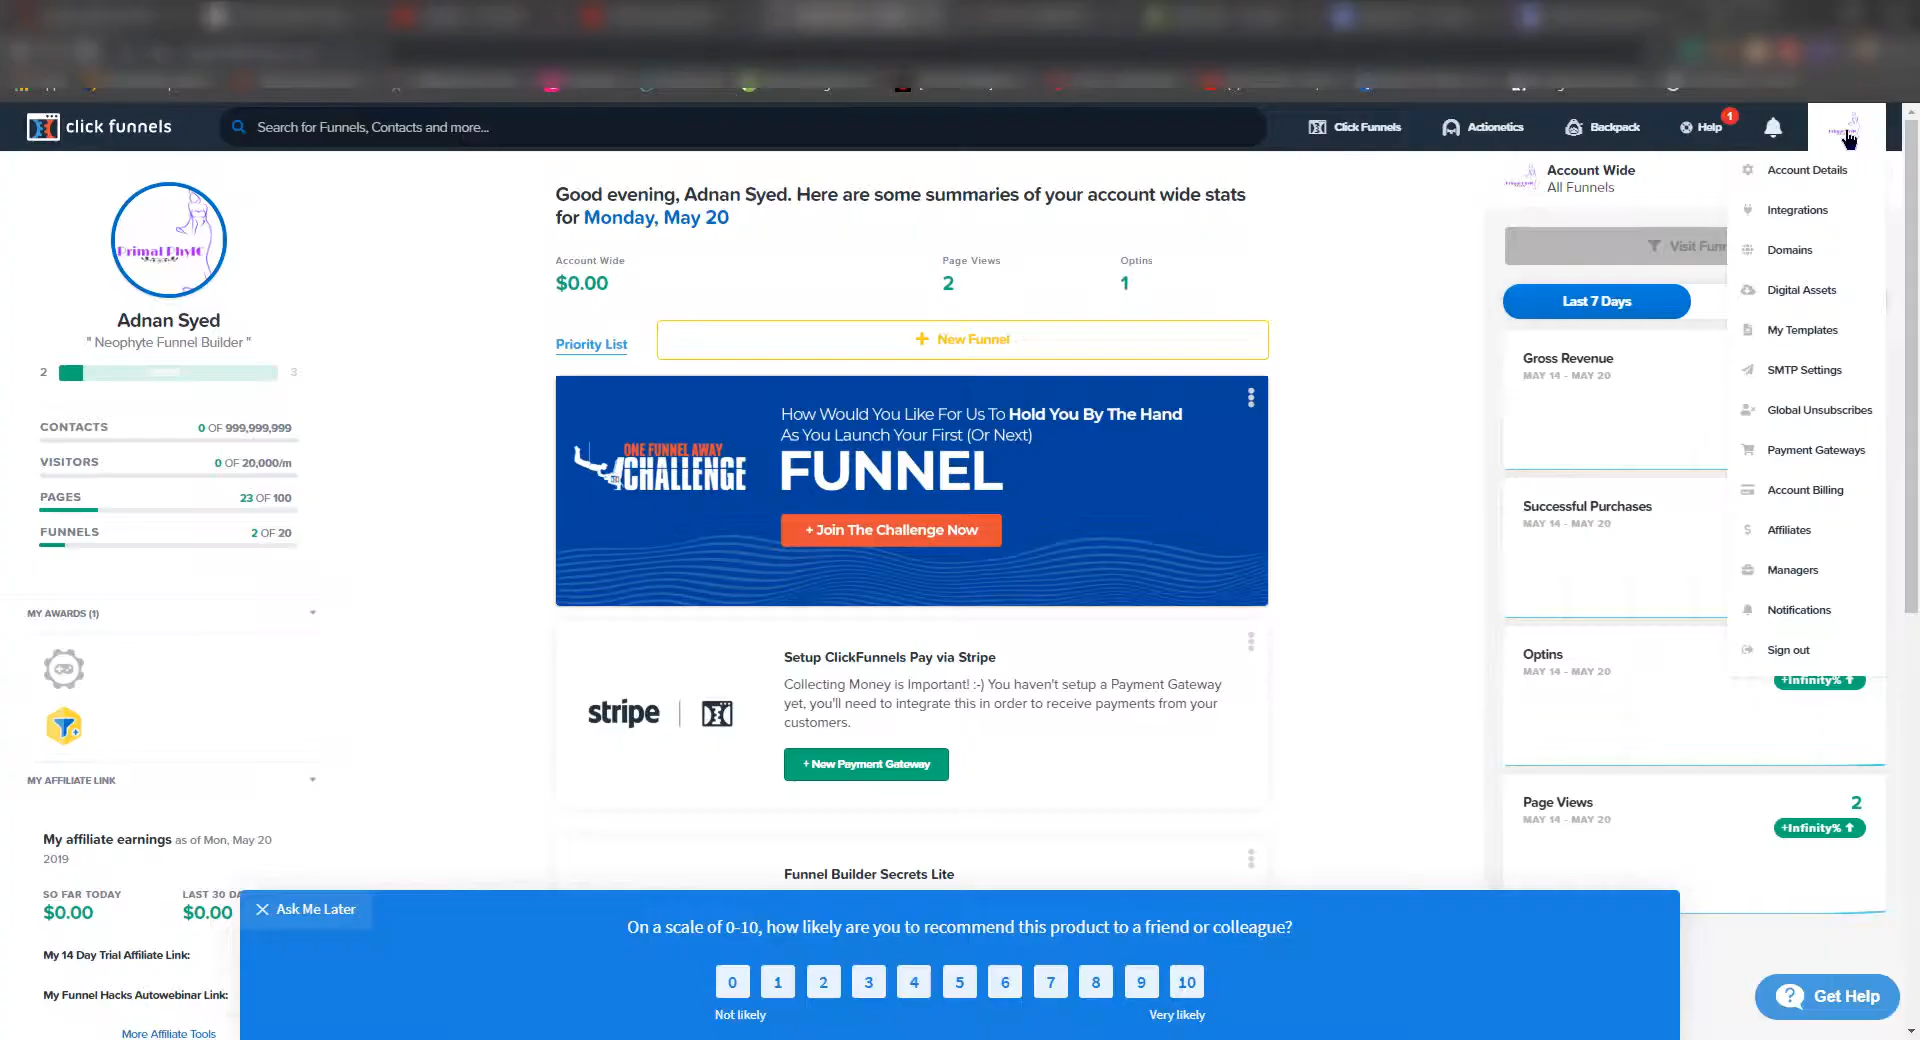 click funnels
Search for Funnels, Contacts and more...
Click Funnels
Actionetics
Backpack
Help
1
Primal PhyIQ
Adnan Syed
" Neophyte Funnel Builder "
2
3
CONTACTS
0 OF 999,999,999
VISITORS
0 OF 20,000/m
PAGES
23 OF 100
FUNNELS
2 OF 20
MY AWARDS (1)
MY AFFILIATE LINK
My affiliate earnings as of Mon, May 20
2019
SO FAR TODAY
LAST 30 DA
$0.00
$0.00
My 14 Day Trial Affiliate Link:
My Funnel Hacks Autowebinar Link:
More Affiliate Tools
Good evening, Adnan Syed. Here are some summaries of your account wide stats
for Monday, May 20
Account Wide
Page Views
Optins
$0.00
2
1
Priority List
New Funnel
ONE FUNNEL AWAY
CHALLENGE
How Would You Like For Us To Hold You By The Hand
As You Launch Your First (Or Next)
FUNNEL
+ Join The Challenge Now
stripe
Setup ClickFunnels Pay via Stripe
Collecting Money is Important! :-) You haven't setup a Payment Gateway
yet, you'll need to integrate this in order to receive payments from your
customers.
+ New Payment Gateway
Funnel Builder Secrets Lite
Account Wide
All Funnels
Visit Funn
Last 7 Days
Gross Revenue
MAY 14 - MAY 20
Successful Purchases
MAY 14 - MAY 20
Optins
MAY 14 - MAY 20
+Infinity%
Page Views
MAY 14 - MAY 20
2
+Infinity%
Account Details
Integrations
Domains
Digital Assets
My Templates
SMTP Settings
Global Unsubscribes
Payment Gateways
Account Billing
Affiliates
Managers
Notifications
Sign out
Ask Me Later
On a scale of 0-10, how likely are you to recommend this product to a friend or colleague?
0 1 2 3 4 5 6 7 8 9 10
Not likely
Very likely
Get Help